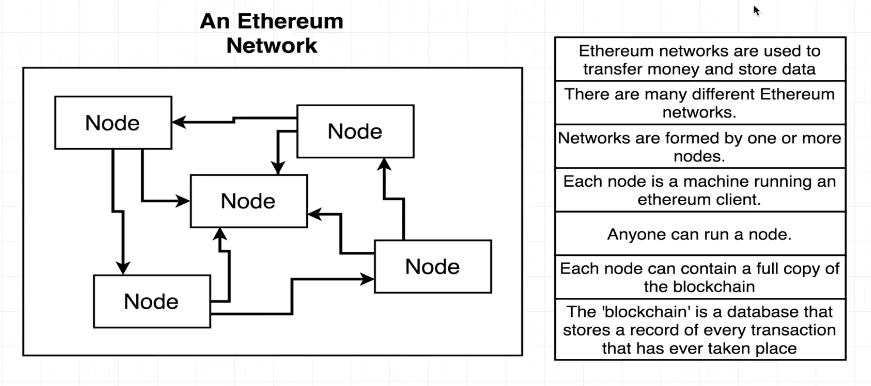 An Ethereum
Network
Node
Node
Node
Node
Node
Ethereum networks are used to
transfer money and store data
There are many different Ethereum
networks.
Networks are formed by one or more
nodes.
Each node is a machine running an
ethereum client.
Anyone can run a node.
Each node can contain a full copy of
the blockchain
The 'blockchain' is a database that
stores a record of every transaction
that has ever taken place